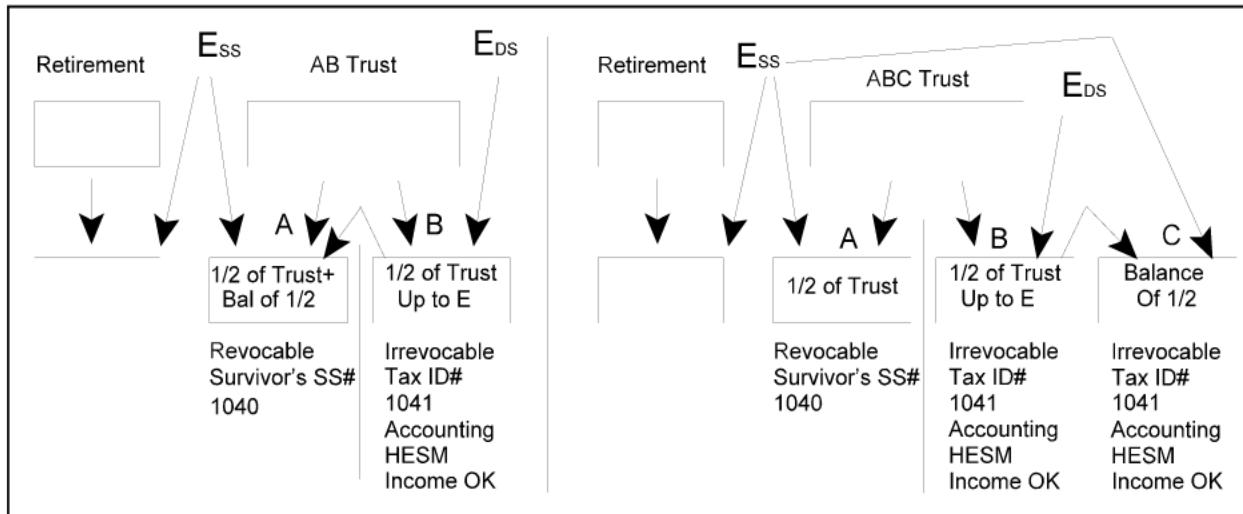 Retirement
ESS
AB Trust
EDS
A
B
1/2 of Trust+
Bal of 1/2
1/2 of Trust
Up to E
Revocable
Survivor's SS#
1040
Irrevocable
Tax ID#
1041
Accounting
HESM
Income OK
Retirement
ESS
ABC Trust
EDS
A
B
C
1/2 of Trust
1/2 of Trust
Up to E
Balance
Of 1/2
Revocable
Survivor's SS#
1040
Irrevocable
Tax ID#
1041
Accounting
HESM
Income OK
Irrevocable
Tax ID#
1041
Accounting
HESM
Income OK